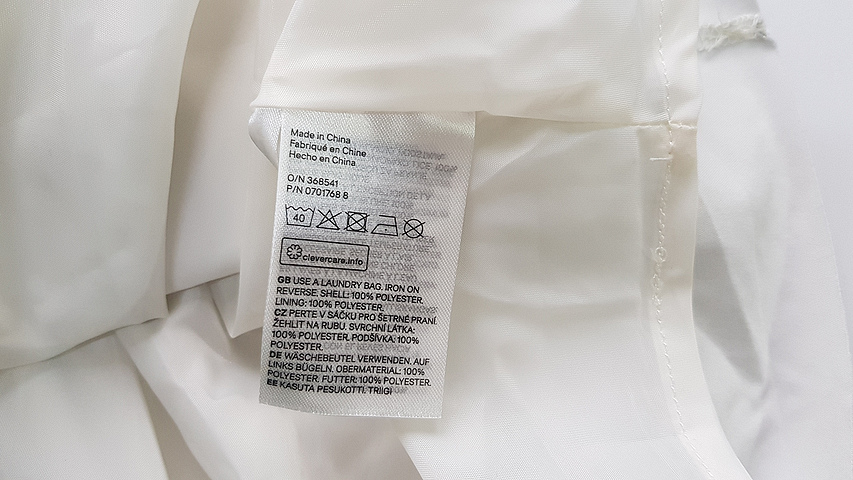 Made in China
Fabriqué en Chine
Hecho en China
O/N 368541
P/N 0701768 8
40
clevercare.info
GB USE A LAUNDRY BAG. IRON ON
REVERSE. SHELL: 100% POLYESTER.
LINING: 100% POLYESTER.
CZ PERTE V SÁČKU PRO ŠETRNÉ PRANÍ.
ŽEHLIT NA RUBU. SVRCHNÍ LÁTKA:
100% POLYESTER. PODŠÍVKA: 100%
POLYESTER.
DE WÄSCHEBEUTEL VERWENDEN. AUF
LINKS BÜGELN. OBERMATERIAL: 100%
POLYESTER. FUTTER: 100% POLYESTER.
EE KASUTA PESUKOTTI. TRIIGI